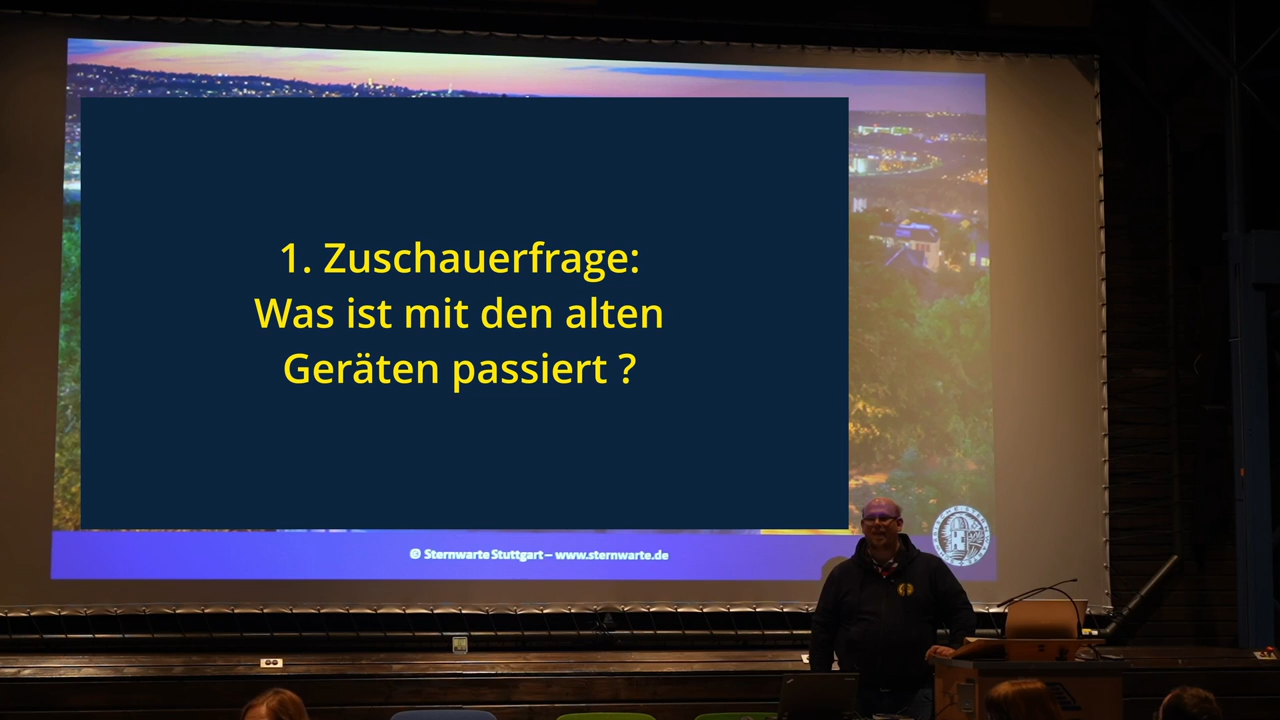 1. Zuschauerfrage:
Was ist mit den alten
Geräten passiert ?
© Sternwarte Stuttgart – www.sternwarte.de